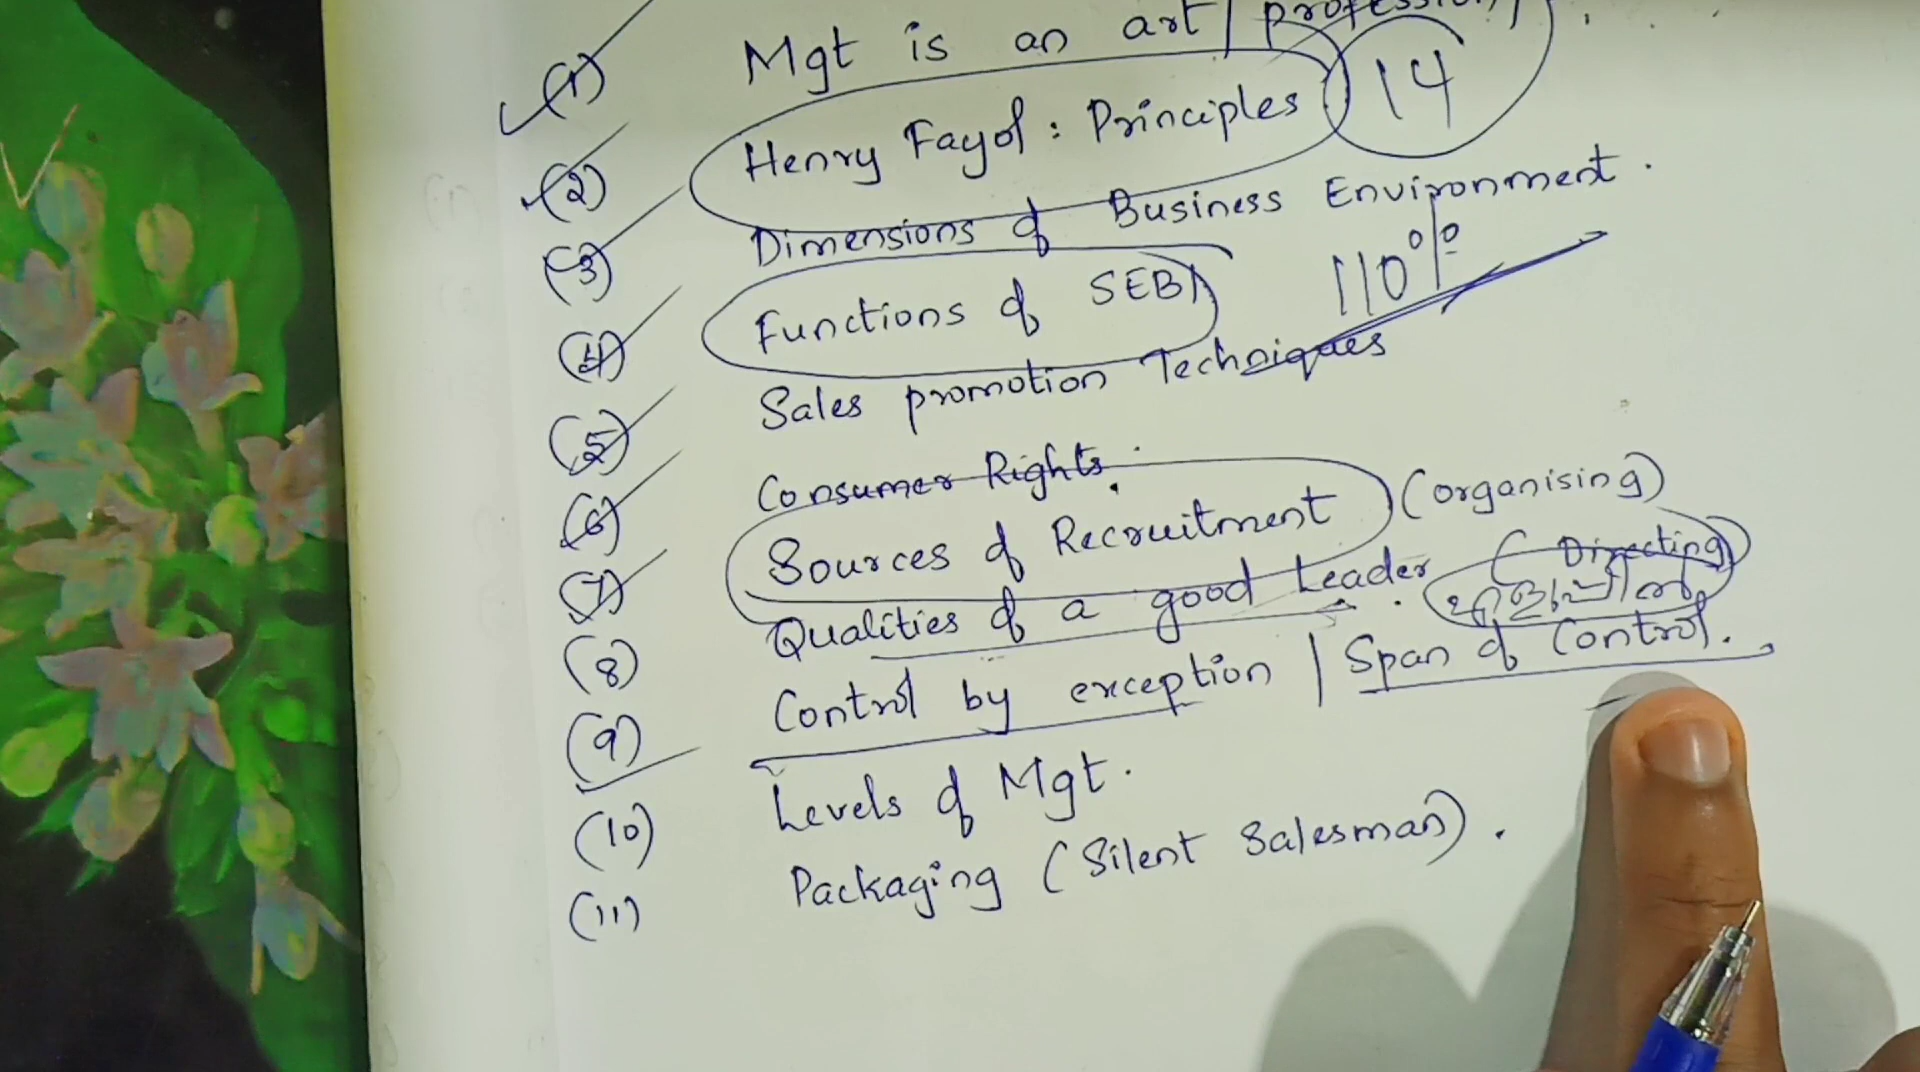 (1) Mgt is an art / profession / .
(2) Henry Fayol : Principles 14
(3) Dimensions of Business Environment .
(4) Functions of SEBI 110%
(5) Sales promotion Techniques
(6) Consumer Rights .
(7) Sources of Recruitment (organising)
(8) Qualities of a good Leader . (Directing)
എളുപ്പിൽ
(9) Control by exception / Span of Control .
(10) Levels of Mgt .
(11) Packaging (Silent Salesman) .